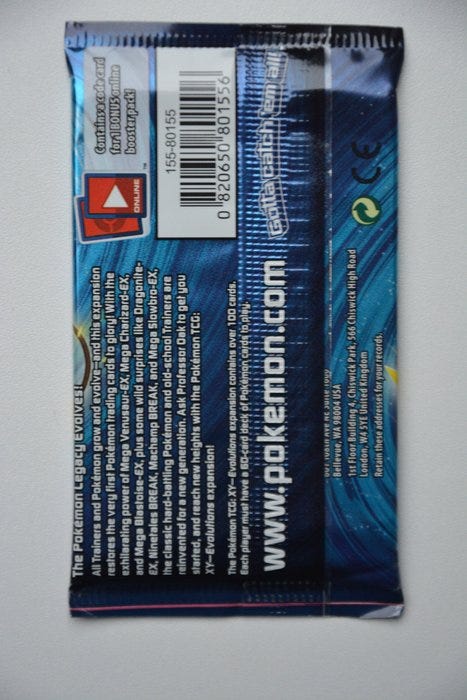 The Pokémon Legacy Evolves!
All Trainers and Pokémon grow and evolve—and this expansion
restores the very first Pokémon trading cards to glory! With the
exhilarating power of Mega Venusaur-EX, Mega Charizard-EX,
and Mega Blastoise-EX, plus some wild surprises like Dragonite-
EX, Ninetales BREAK, Machamp BREAK, and Mega Slowbro-EX,
the classic hard-battling Pokémon and old-school Trainers are
reinvented for a new generation. Ask Professor Oak to get you
started, and reach new heights with the Pokémon TCG:
XY—Evolutions expansion!
The Pokémon TCG: XY—Evolutions expansion contains over 100 cards.
Each player must have a 60-card deck of Pokémon cards to play.
www.pokemon.com
Gotta catch 'em all!
Bellevue, WA 98004 USA
1st Floor Building 4, Chiswick Park, 566 Chiswick High Road
London, W4 5YE United Kingdom
Retain these addresses for your records.
CE
ONLINE
TM
Contains a code card
for 1 BONUS online
booster pack!
155-80155
0 820650 801556